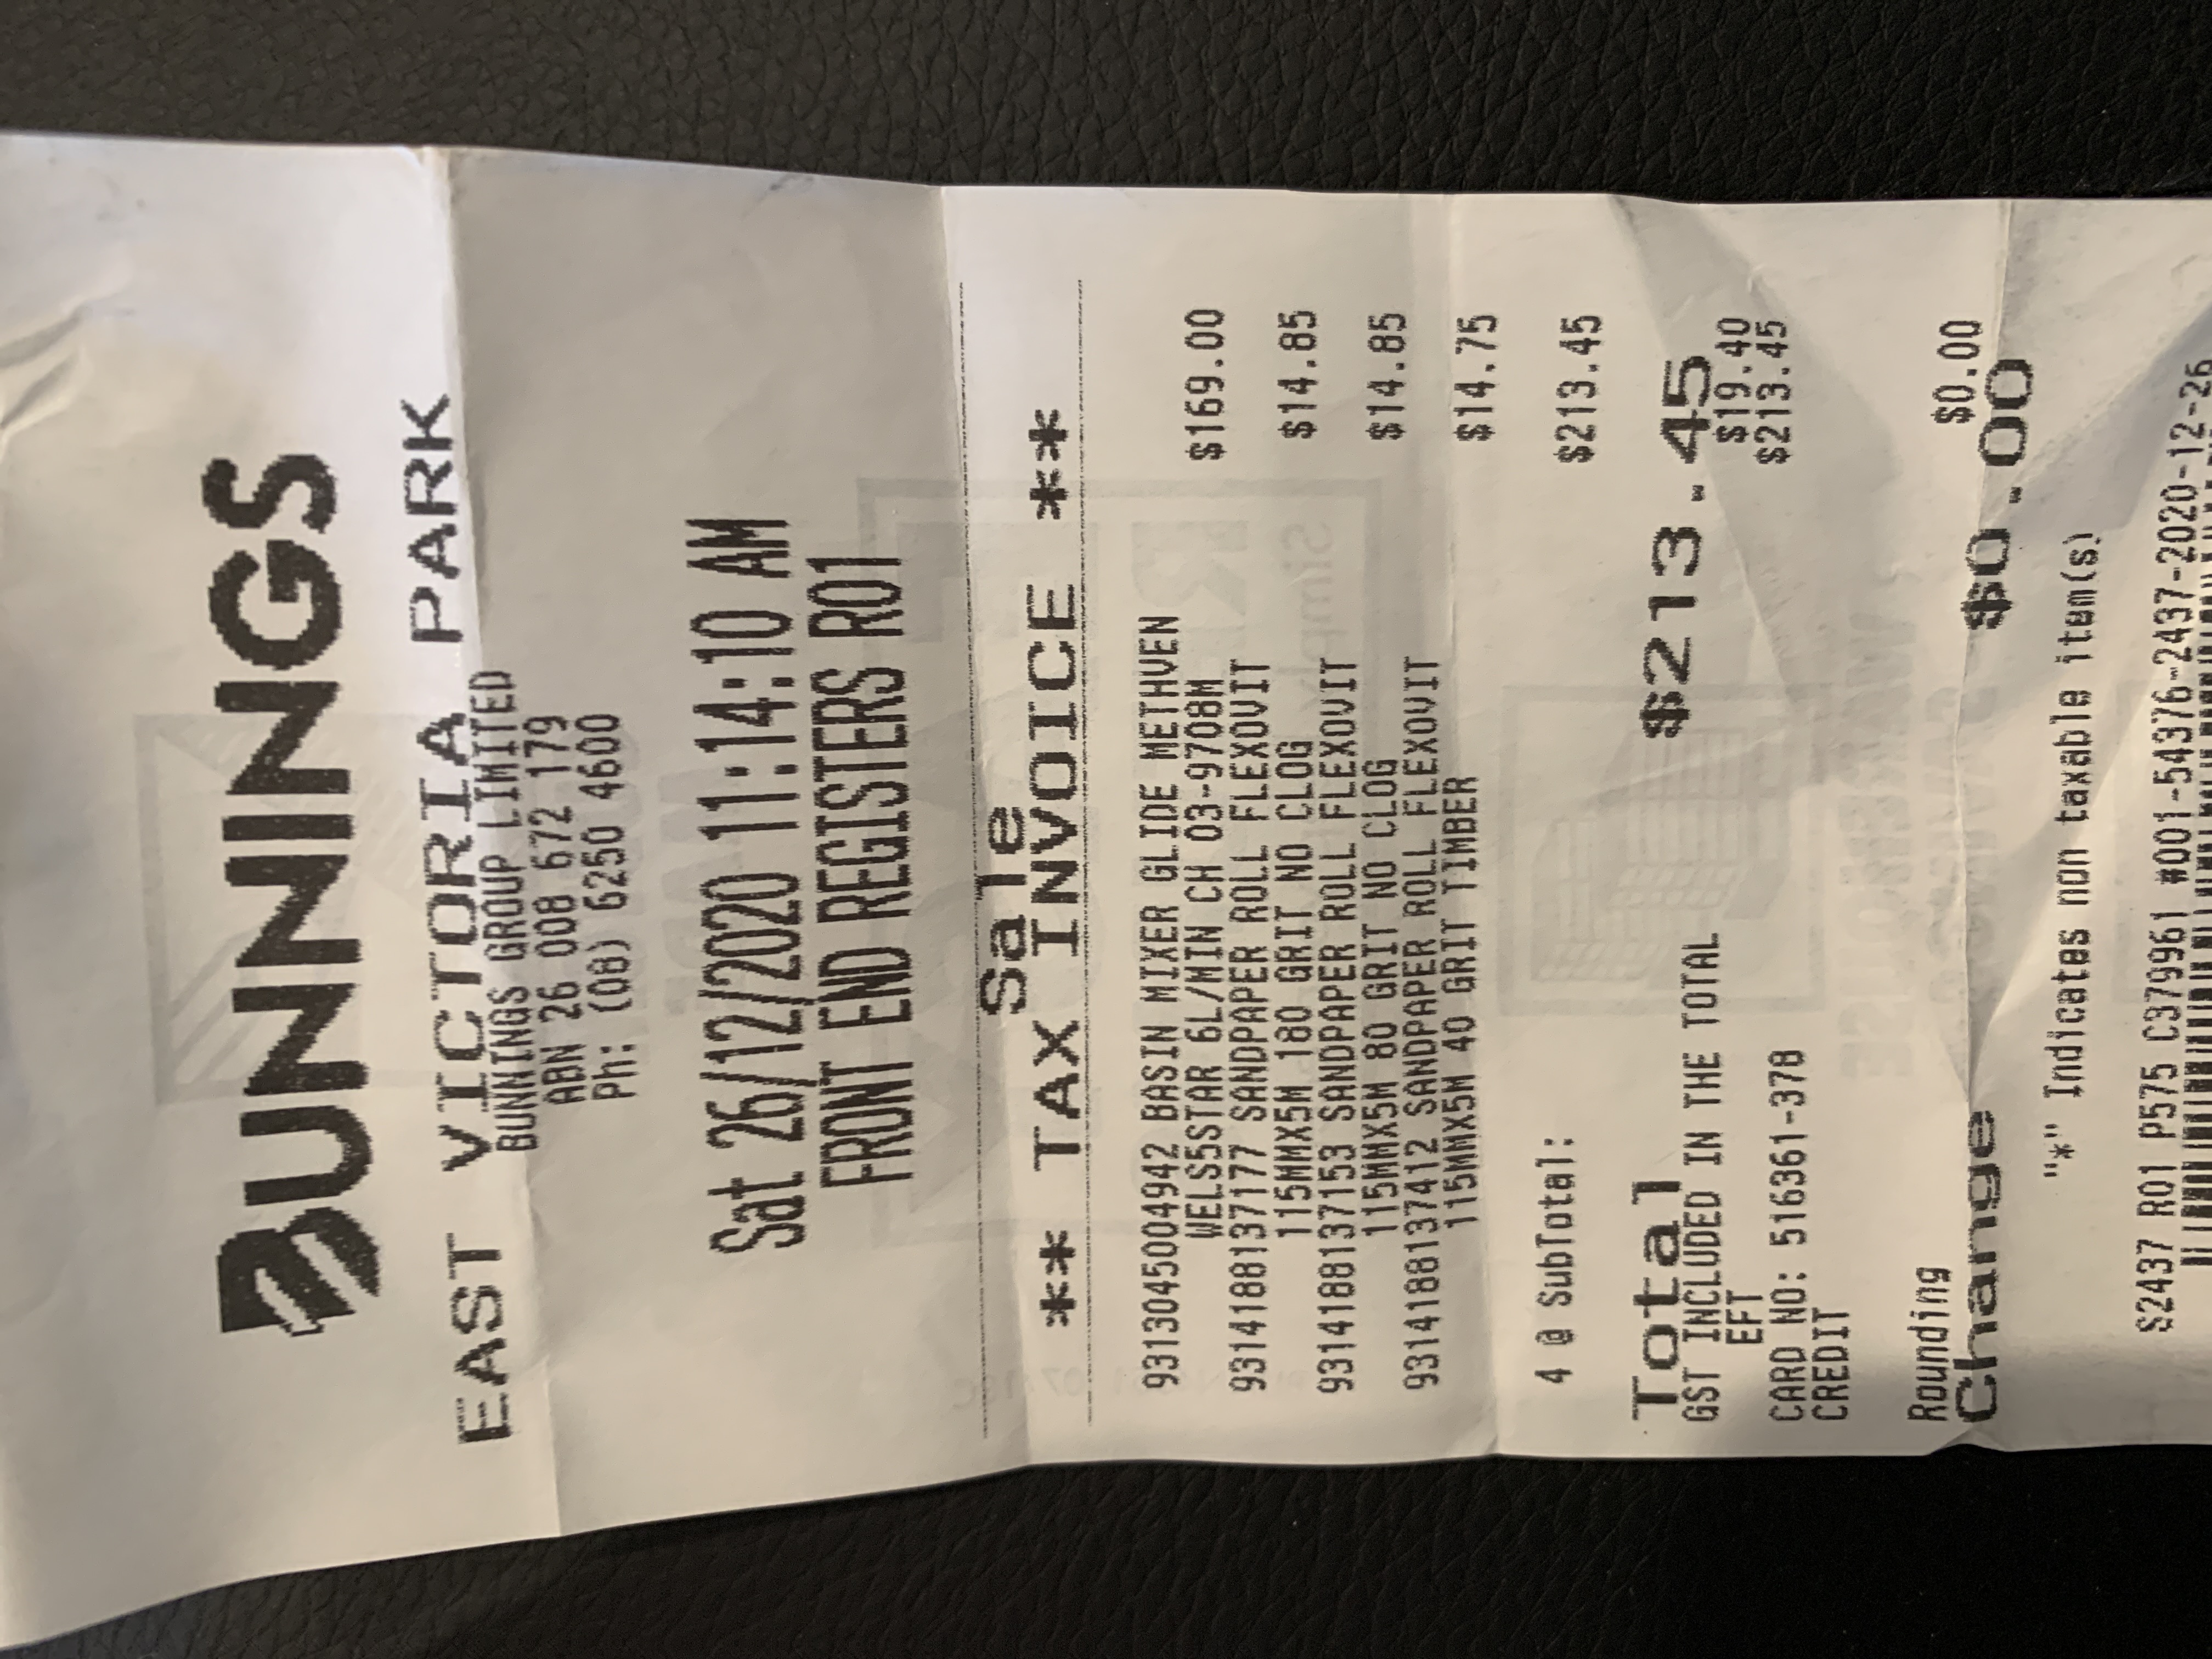 BUNNINGS
EAST VICTORIA PARK
BUNNINGS GROUP LIMITED
ABN 26 008 672 179
Ph: (08) 6250 4600
Sat 26/12/2020 11:14:10 AM
FRONT END REGISTERS R01
Sale
** TAX INVOICE **
9313045004942 BASIN MIXER GLIDE METHVEN
WELS5STAR 6L/MIN CH 03-9708M $169.00
9314188137177 SANDPAPER ROLL FLEXOVIT
115MMX5M 180 GRIT NO CLOG $14.85
9314188137153 SANDPAPER ROLL FLEXOVIT
115MMX5M 80 GRIT NO CLOG $14.85
9314188137412 SANDPAPER ROLL FLEXOVIT
115MMX5M 40 GRIT TIMBER $14.75
4 @ SubTotal: $213.45
Total $213.45
GST INCLUDED IN THE TOTAL $19.40
EFT $213.45
CARD NO: 516361-378
CREDIT
Rounding $0.00
Change $0.00
"*" Indicates non taxable item(s)
S2437 R01 P575 C379961 #001-54376-2437-2020-12-26